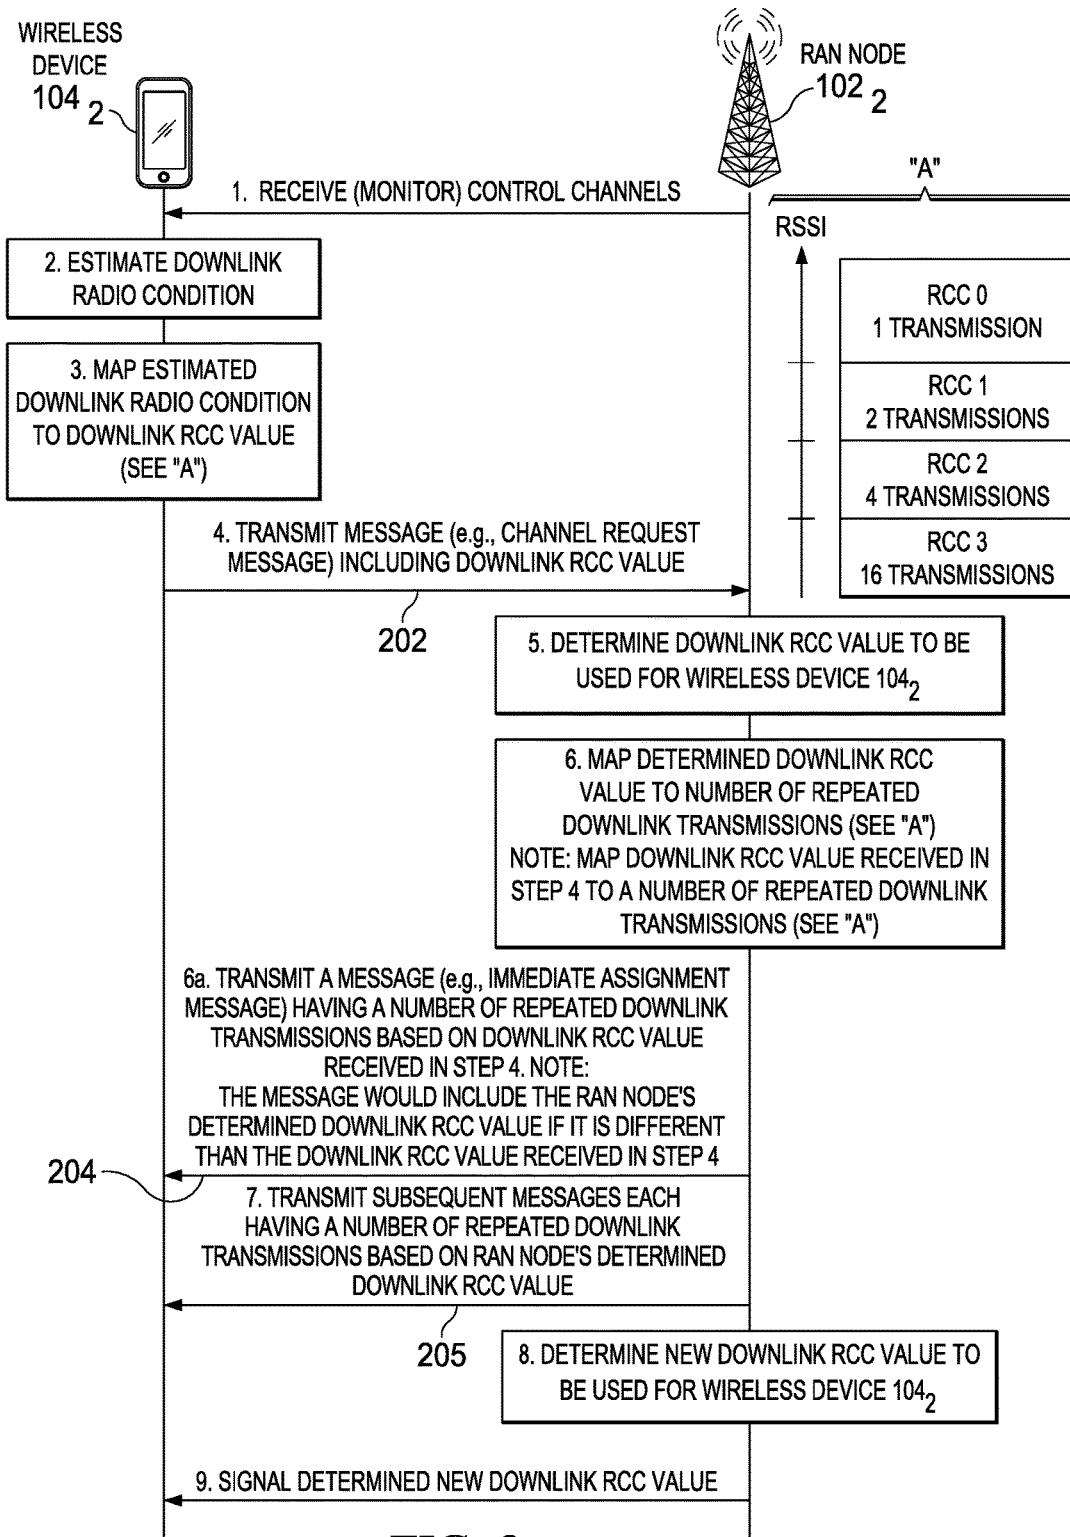 WIRELESS
DEVICE
104 2
RAN NODE
102 2
"A"
1. RECEIVE (MONITOR) CONTROL CHANNELS
RSSI
2. ESTIMATE DOWNLINK
RADIO CONDITION
RCC 0
1 TRANSMISSION
3. MAP ESTIMATED
DOWNLINK RADIO CONDITION
TO DOWNLINK RCC VALUE
(SEE "A")
RCC 1
2 TRANSMISSIONS
RCC 2
4 TRANSMISSIONS
RCC 3
16 TRANSMISSIONS
4. TRANSMIT MESSAGE (e.g., CHANNEL REQUEST
MESSAGE) INCLUDING DOWNLINK RCC VALUE
202
5. DETERMINE DOWNLINK RCC VALUE TO BE
USED FOR WIRELESS DEVICE 104 2
6. MAP DETERMINED DOWNLINK RCC
VALUE TO NUMBER OF REPEATED
DOWNLINK TRANSMISSIONS (SEE "A")
NOTE: MAP DOWNLINK RCC VALUE RECEIVED IN
STEP 4 TO A NUMBER OF REPEATED DOWNLINK
TRANSMISSIONS (SEE "A")
6a. TRANSMIT A MESSAGE (e.g., IMMEDIATE ASSIGNMENT
MESSAGE) HAVING A NUMBER OF REPEATED DOWNLINK
TRANSMISSIONS BASED ON DOWNLINK RCC VALUE
RECEIVED IN STEP 4. NOTE:
THE MESSAGE WOULD INCLUDE THE RAN NODE'S
DETERMINED DOWNLINK RCC VALUE IF IT IS DIFFERENT
THAN THE DOWNLINK RCC VALUE RECEIVED IN STEP 4
204
7. TRANSMIT SUBSEQUENT MESSAGES EACH
HAVING A NUMBER OF REPEATED DOWNLINK
TRANSMISSIONS BASED ON RAN NODE'S DETERMINED
DOWNLINK RCC VALUE
205
8. DETERMINE NEW DOWNLINK RCC VALUE TO
BE USED FOR WIRELESS DEVICE 104 2
9. SIGNAL DETERMINED NEW DOWNLINK RCC VALUE